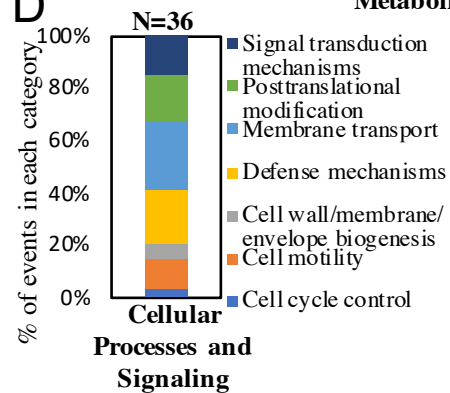 D
Metabol
N=36
% of events in each category
100%
80%
60%
40%
20%
0%
Signal transduction
mechanisms
Posttranslational
modification
Membrane transport
Defense mechanisms
Cell wall/membrane/
envelope biogenesis
Cell motility
Cell cycle control
Cellular
Processes and
Signaling